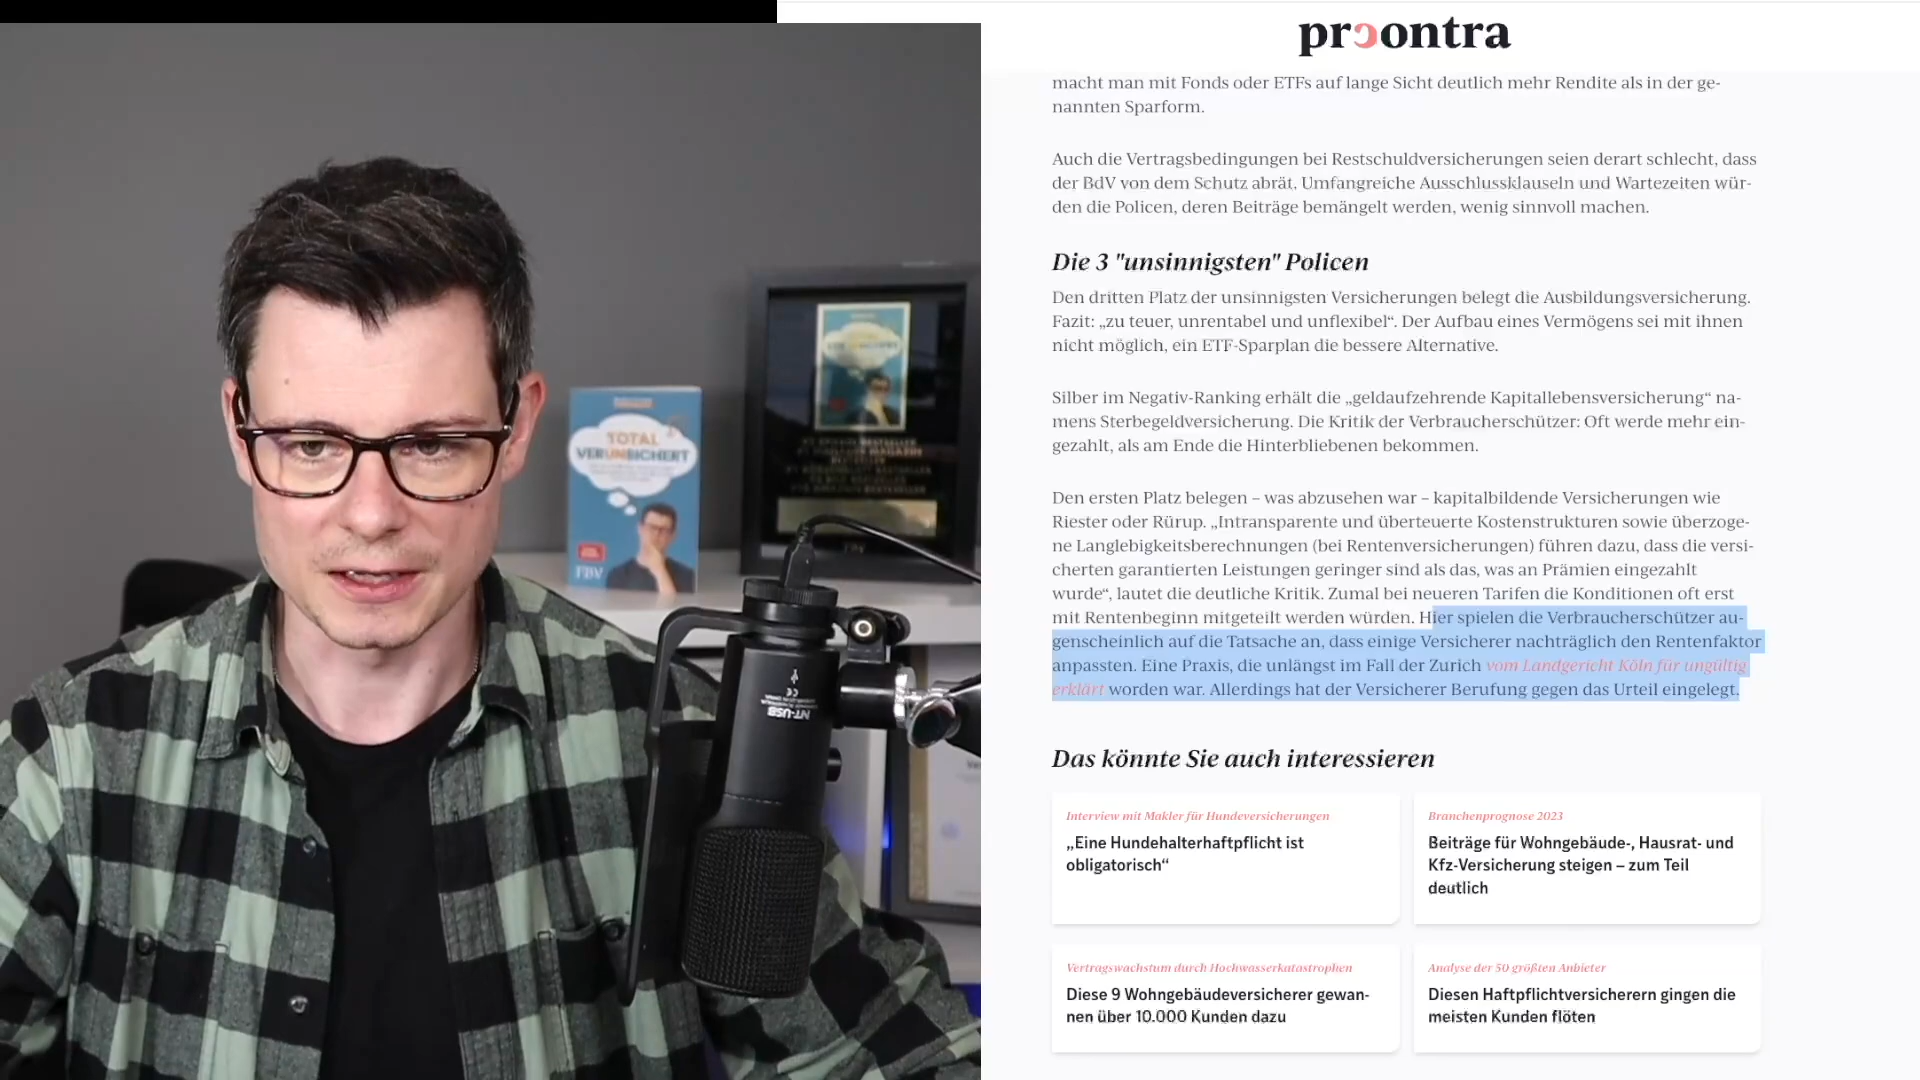 procontra
macht man mit Fonds oder ETFs auf lange Sicht deutlich mehr Rendite als in der ge-
nannten Sparform.
Auch die Vertragsbedingungen bei Restschuldversicherungen seien derart schlecht, dass
der BdV von dem Schutz abrät, Umfangreiche Ausschlussklauseln und Wartezeiten wür-
den die Policen, deren Beiträge bemängelt werden, wenig sinnvoll machen.
Die 3 "unsinnigsten" Policen
Den dritten Platz der unsinnigsten Versicherungen belegt die Ausbildungsversicherung.
Fazit: „zu teuer, unrentabel und unflexibel“. Der Aufbau eines Vermögens sei mit ihnen
nicht möglich, ein ETF-Sparplan die bessere Alternative.
Silber im Negativ-Ranking erhält die „geldaufzehrende Kapitallebensversicherung“ na-
mens Sterbegeldversicherung. Die Kritik der Verbraucherschützer: Oft werde mehr ein-
gezahlt, als am Ende die Hinterbliebenen bekommen.
Den ersten Platz belegen – was abzusehen war – kapitalbildende Versicherungen wie
Riester oder Rürup. „Intransparente und überteuerte Kostenstrukturen sowie überzoge-
ne Langlebigkeitsberechnungen (bei Rentenversicherungen) führen dazu, dass die versi-
cherten garantierten Leistungen geringer sind als das, was an Prämien eingezahlt
wurde“, lautet die deutliche Kritik. Zumal bei neueren Tarifen die Konditionen oft erst
mit Rentenbeginn mitgeteilt werden würden. Hier spielen die Verbraucherschützer au-
genscheinlich auf die Tatsache an, dass einige Versicherer nachträglich den Rentenfaktor
anpassten. Eine Praxis, die unlängst im Fall der Zurich vom Landgericht Köln für ungültig
erklärt worden war. Allerdings hat der Versicherer Berufung gegen das Urteil eingelegt.
Das könnte Sie auch interessieren
Interview mit Makler für Hundeversicherungen
„Eine Hundehalterhaftpflicht ist
obligatorisch“
Branchenprognose 2023
Beiträge für Wohngebäude-, Hausrat- und
Kfz-Versicherung steigen – zum Teil
deutlich
Vertragswachstum durch Hochwasserkatastrophen
Diese 9 Wohngebäudeversicherer gewan-
nen über 10.000 Kunden dazu
Analyse der 50 größten Anbieter
Diesen Haftpflichtversicherern gingen die
meisten Kunden flöten
TOTAL
VERUNSICHERT
FBV
NT-USB